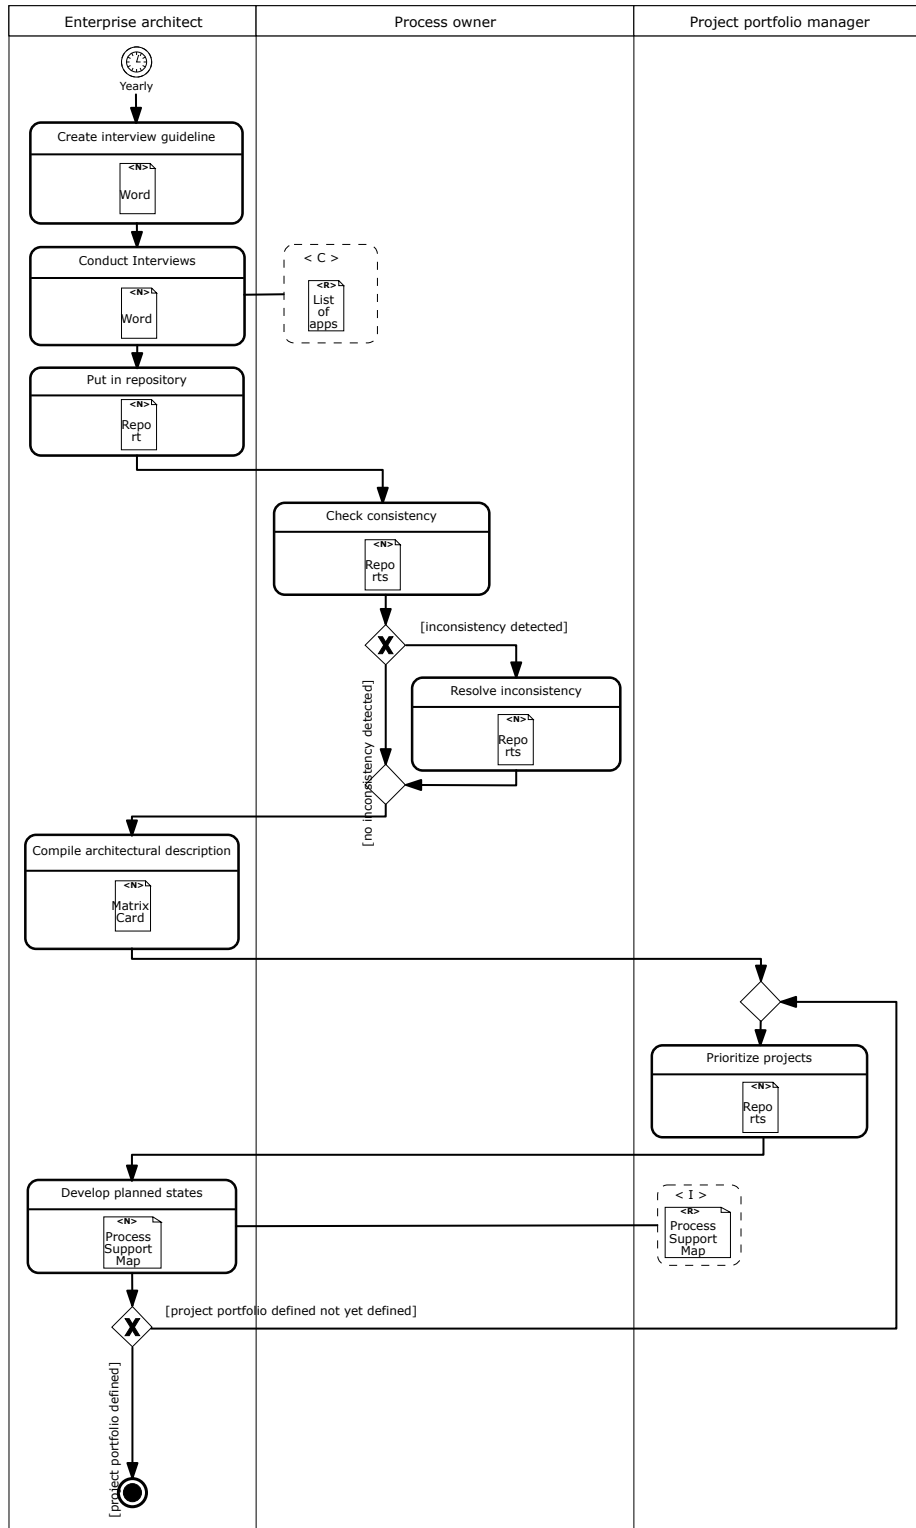 Enterprise architect
Process owner
Project portfolio manager
Yearly
Create interview guideline
<N>
Word
Conduct Interviews
<N>
Word
< C >
<R>
List
of
apps
Put in repository
<N>
Repo
rt
Check consistency
<N>
Repo
rts
X
[inconsistency detected]
[no inconsistency detected]
Resolve inconsistency
<N>
Repo
rts
Compile architectural description
<N>
Matrix
Card
Prioritize projects
<N>
Repo
rts
Develop planned states
<N>
Process
Support
Map
< I >
<R>
Process
Support
Map
X
[project portfolio defined not yet defined]
[project portfolio defined]